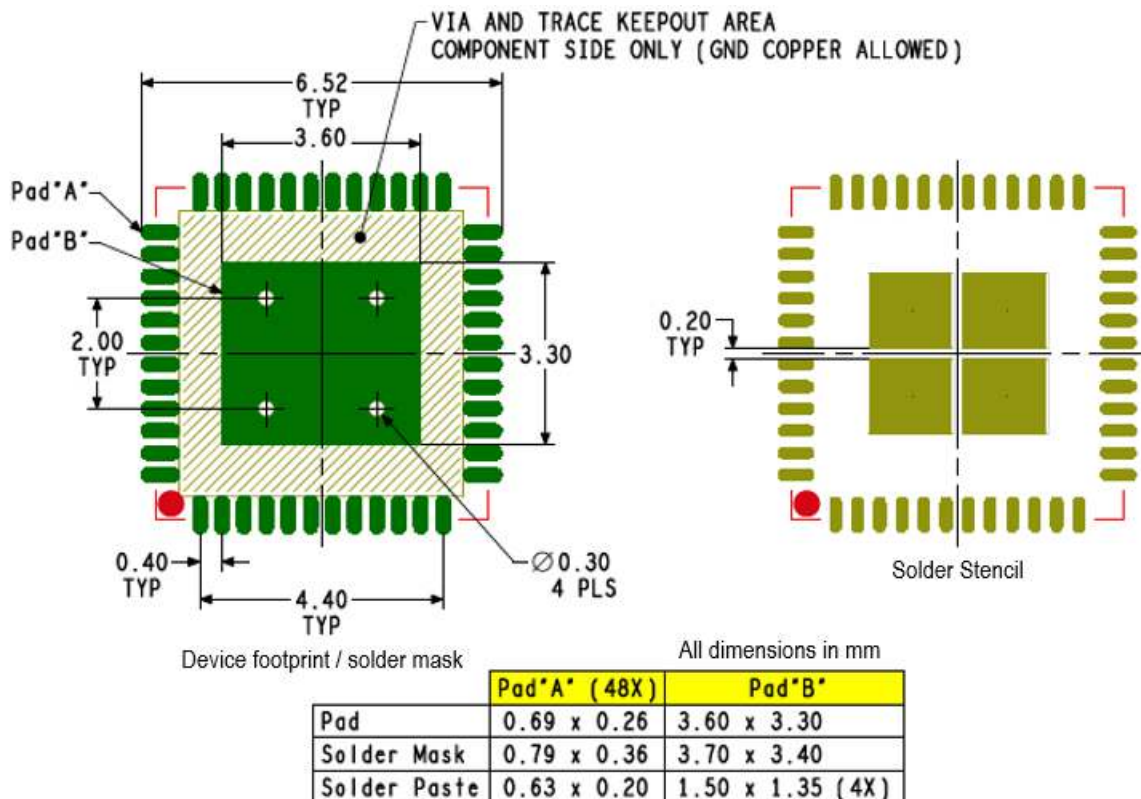 VIA AND TRACE KEEPOUT AREA
COMPONENT SIDE ONLY (GND COPPER ALLOWED)
6.52
TYP
3.60
Pad"A"
Pad"B"
2.00
TYP
3.30
0.20
TYP
0.40
TYP
4.40
TYP
Ø0.30
4 PLS
Solder Stencil
Device footprint / solder mask
All dimensions in mm
Pad"A" (48X) Pad"B"
Pad 0.69 x 0.26 3.60 x 3.30
Solder Mask 0.79 x 0.36 3.70 x 3.40
Solder Paste 0.63 x 0.20 1.50 x 1.35 (4X)